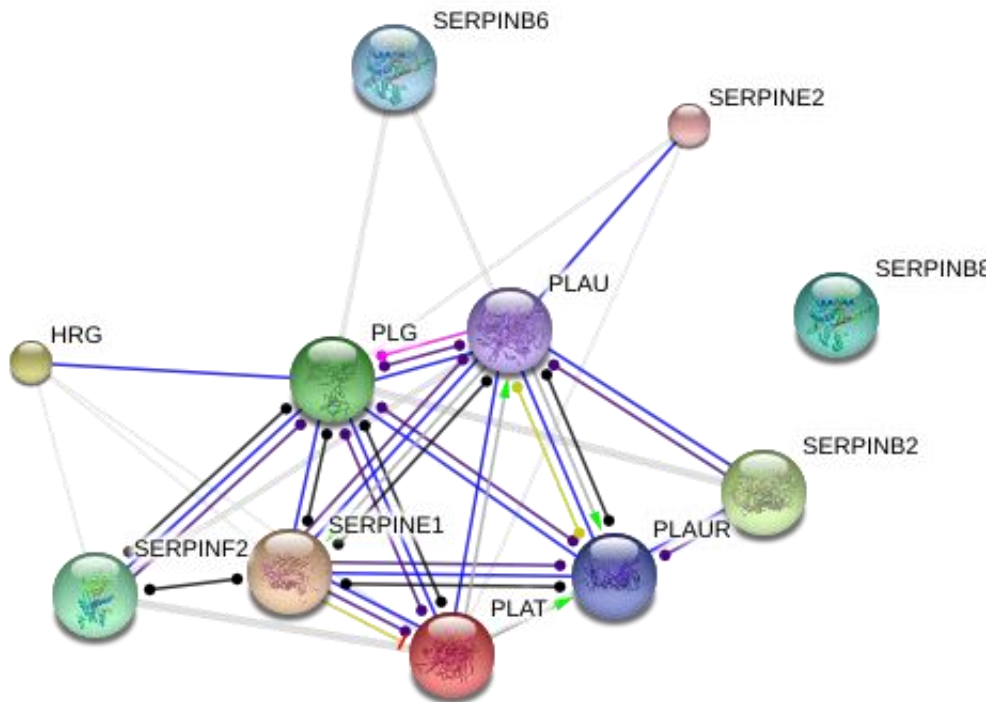 SERPINB6
SERPINE2
SERPINB8
PLAU
PLG
HRG
SERPINB2
SERPINE1
PLAUR
SERPINF2
PLAT